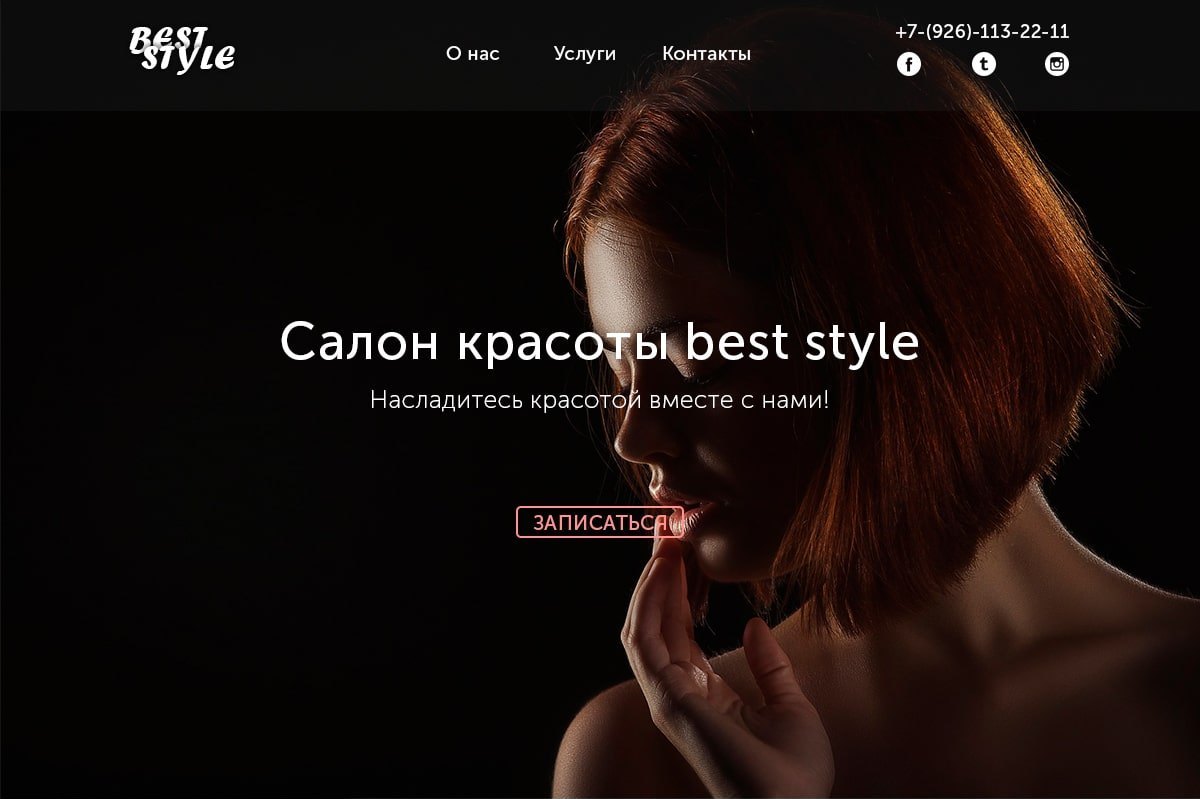 BEST
STYLE
О нас
Услуги
Контакты
+7-(926)-113-22-11
Салон красоты best style
Насладитесь красотой вместе с нами!
ЗАПИСАТЬСЯ